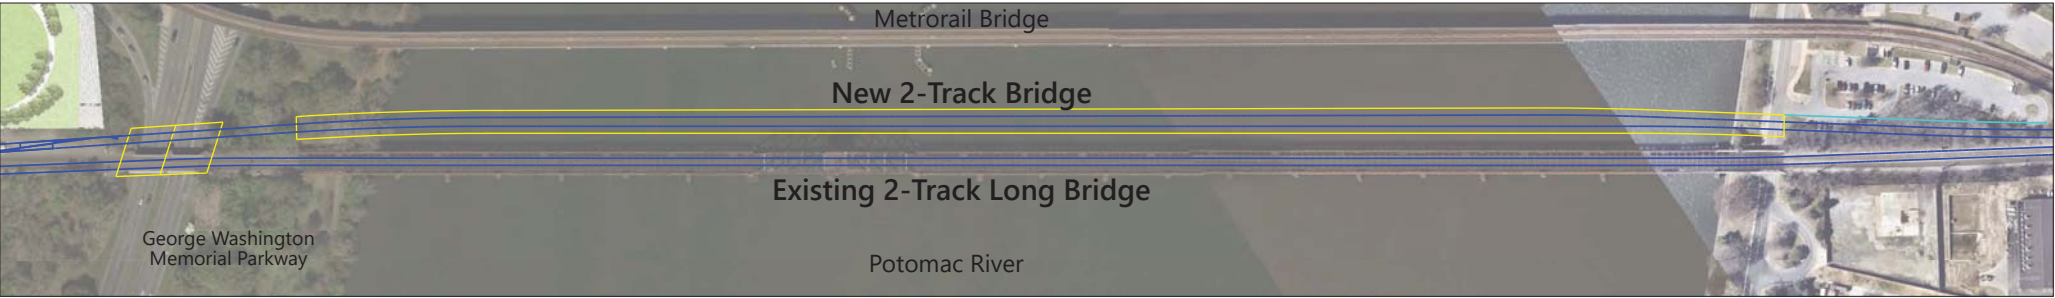 Metrorail Bridge
New 2-Track Bridge
Existing 2-Track Long Bridge
George Washington
Memorial Parkway
Potomac River